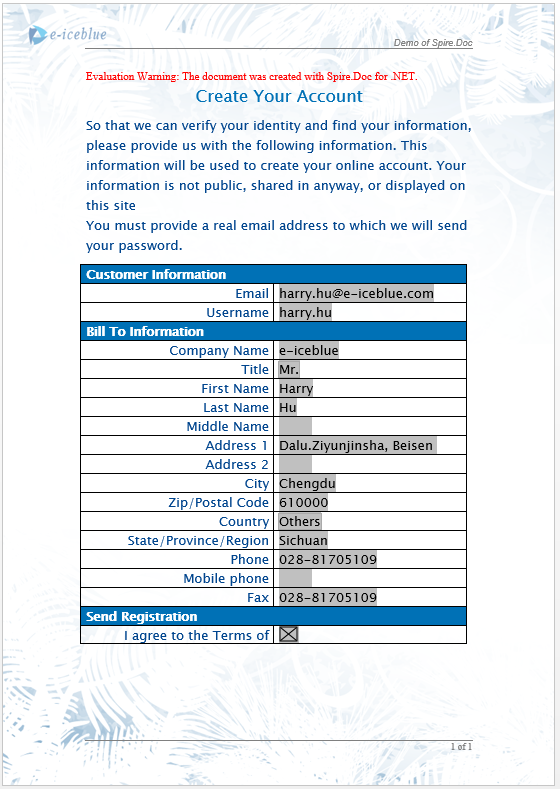 e-iceblue
Demo of Spire.Doc
Evaluation Warning: The document was created with Spire.Doc for .NET.
Create Your Account
So that we can verify your identity and find your information,
please provide us with the following information. This
information will be used to create your online account. Your
information is not public, shared in anyway, or displayed on
this site
You must provide a real email address to which we will send
your password.
Customer Information
Email harry.hu@e-iceblue.com
Username harry.hu
Bill To Information
Company Name e-iceblue
Title Mr.
First Name Harry
Last Name Hu
Middle Name
Address 1 Dalu.Ziyunjinsha, Beisen
Address 2
City Chengdu
Zip/Postal Code 610000
Country Others
State/Province/Region Sichuan
Phone 028-81705109
Mobile phone
Fax 028-81705109
Send Registration
I agree to the Terms of
1 of 1